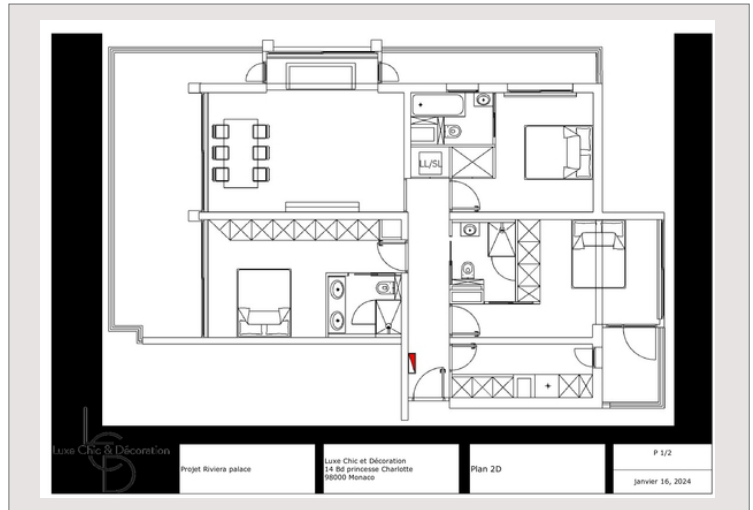 LL/SL
LCD
Luxe Chic & Décoration
Projet Riviera palace
Luxe Chic et Décoration
14 Bd princesse Charlotte
98000 Monaco
Plan 2D
P 1/2
janvier 16, 2024